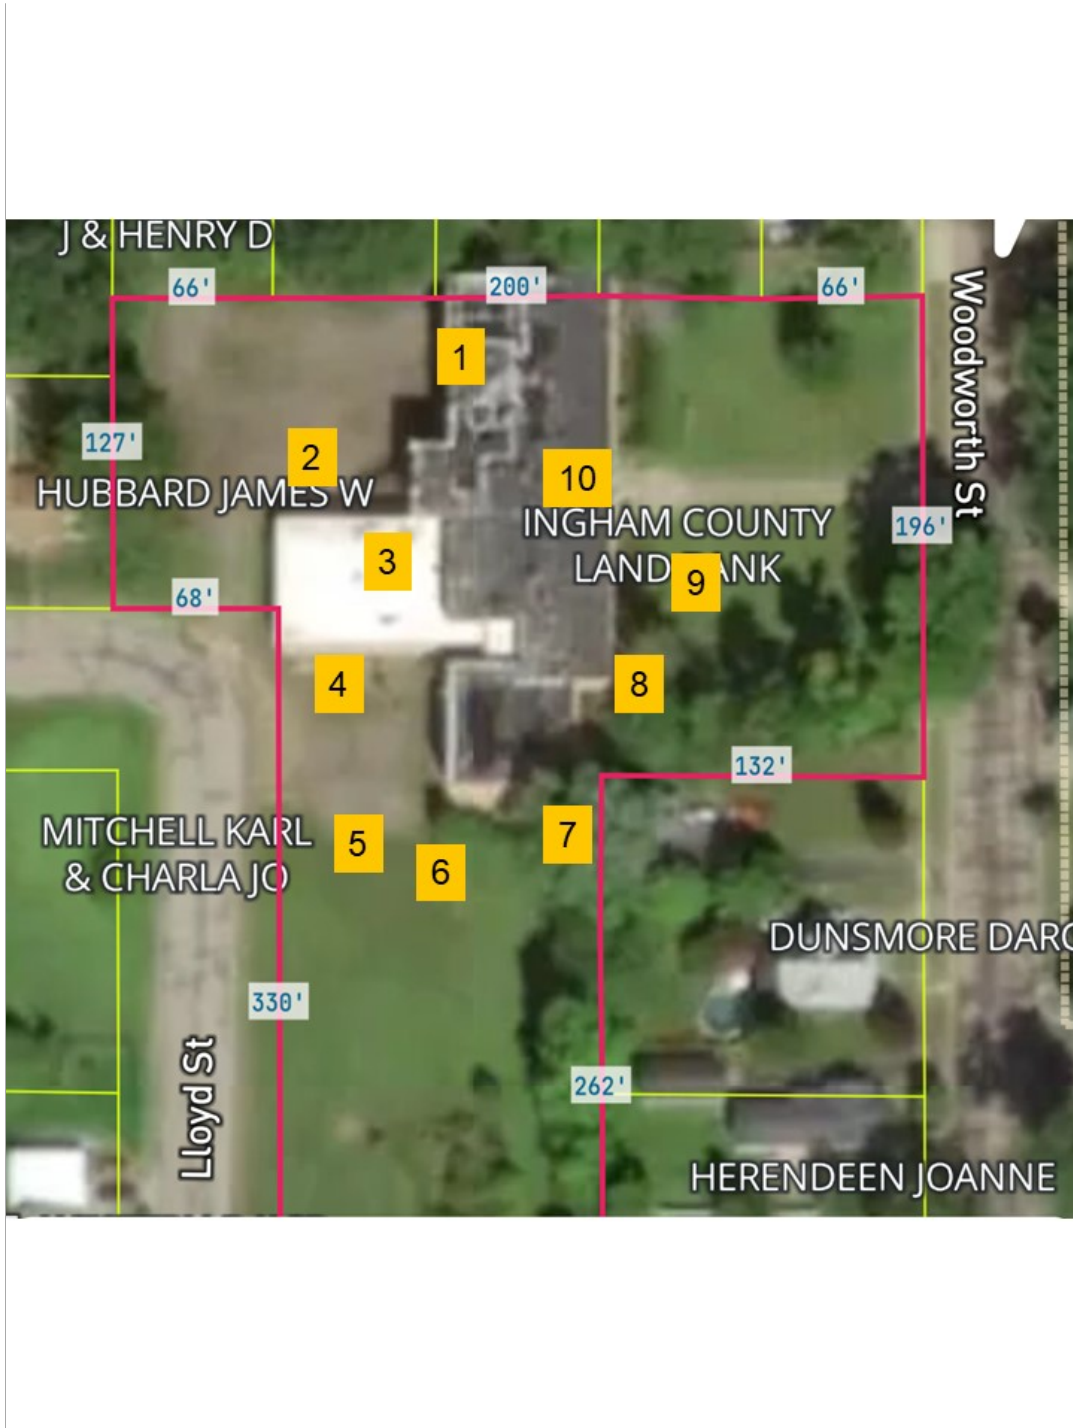 J & HENRY D
66'
200'
66'
Woodworth St
1
127'
2
HUBBARD JAMES W
10
INGHAM COUNTY
196'
3
LAND ANK
9
68'
4
8
132'
MITCHELL KARL
5
7
& CHARLA JO
6
DUNSMORE DARC
330'
Lloyd St
262'
HERENDEEN JOANNE